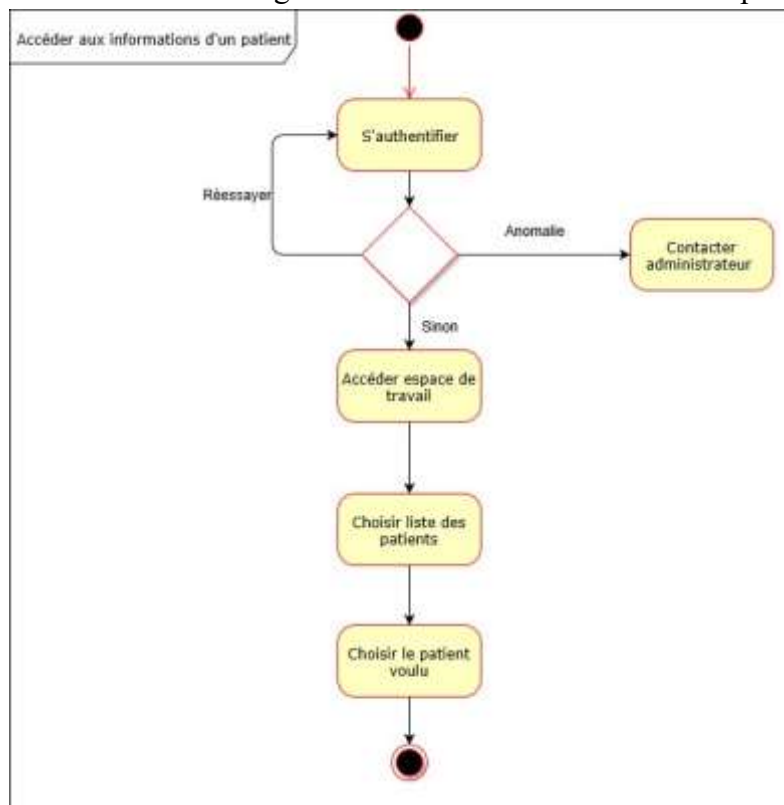 Accéder aux informations d'un patient
S'authentifier
Réessayer
Anomalie
Contacter
administrateur
Sinon
Accéder espace de
travail
Choisir liste des
patients
Choisir le patient
voulu